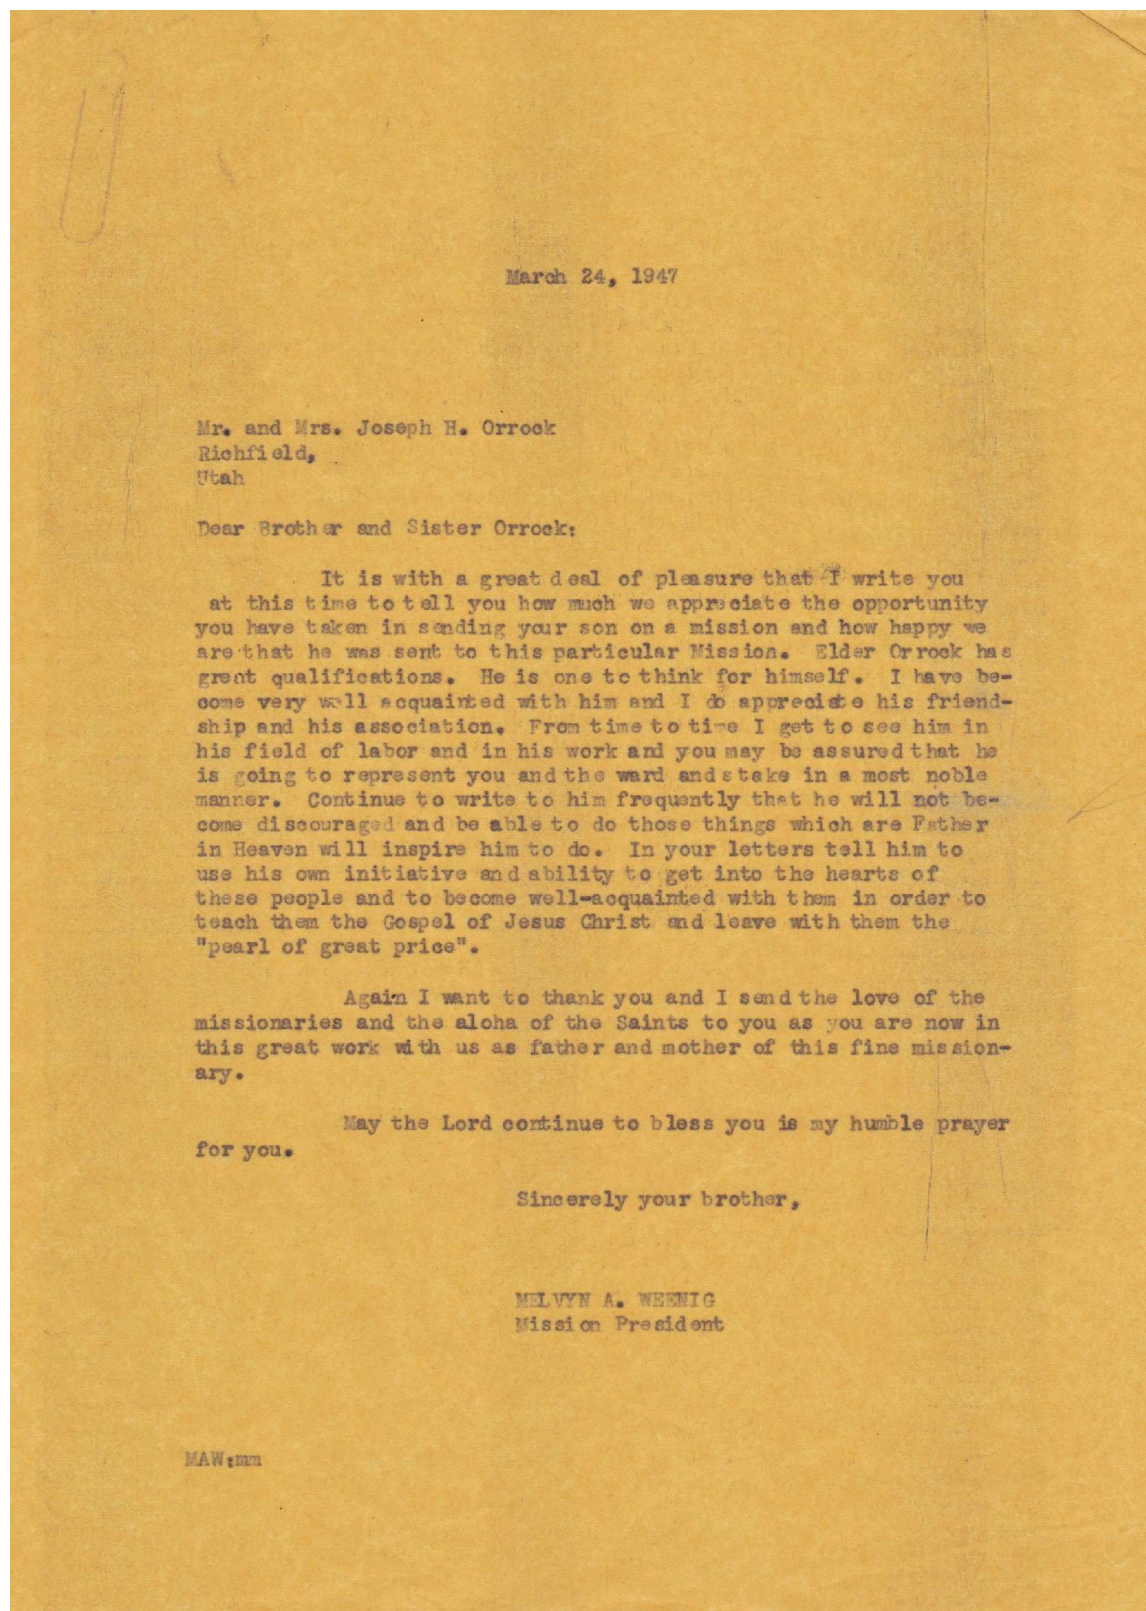 March 24, 1947
Mr. and Mrs. Joseph H. Orrock
Richfield,
Utah
Dear Brother and Sister Orrock:
It is with a great deal of pleasure that I write you
at this time to tell you how much we appreciate the opportunity
you have taken in sending your son on a mission and how happy we
are that he was sent to this particular Mission. Elder Orrock has
great qualifications. He is one to think for himself. I have be-
come very well acquainted with him and I do appreciate his friend-
ship and his association. From time to time I get to see him in
his field of labor and in his work and you may be assured that he
is going to represent you and the ward and stake in a most noble
manner. Continue to write to him frequently that he will not be-
come discouraged and be able to do those things which are Father
in Heaven will inspire him to do. In your letters tell him to
use his own initiative and ability to get into the hearts of
these people and to become well-acquainted with them in order to
teach them the Gospel of Jesus Christ and leave with them the
"pearl of great price".
Again I want to thank you and I send the love of the
missionaries and the aloha of the Saints to you as you are now in
this great work with us as father and mother of this fine mission-
ary.
May the Lord continue to bless you is my humble prayer
for you.
Sincerely your brother,
MELVYN A. WEENIG
Mission President
MAW:mm